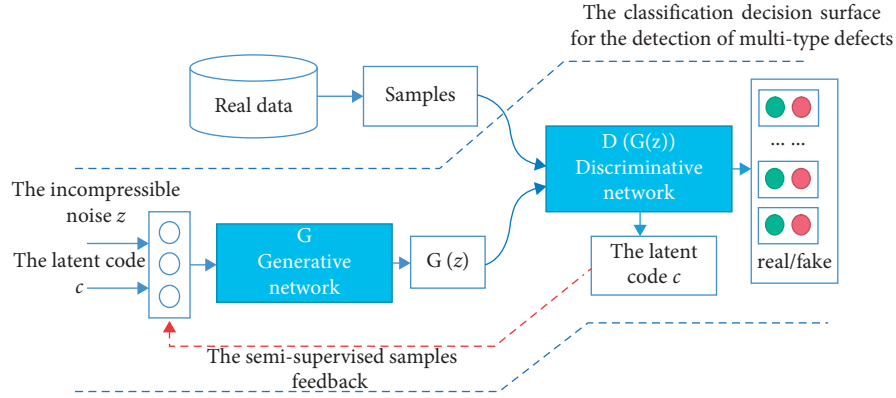 The classification decision surface
for the detection of multi-type defects
Real data
Samples
D (G(z))
Discriminative
network
... ...
The incompressible
noise z
The latent code
c
G
Generative
network
G (z)
The latent
code c
real/fake
The semi-supervised samples
feedback